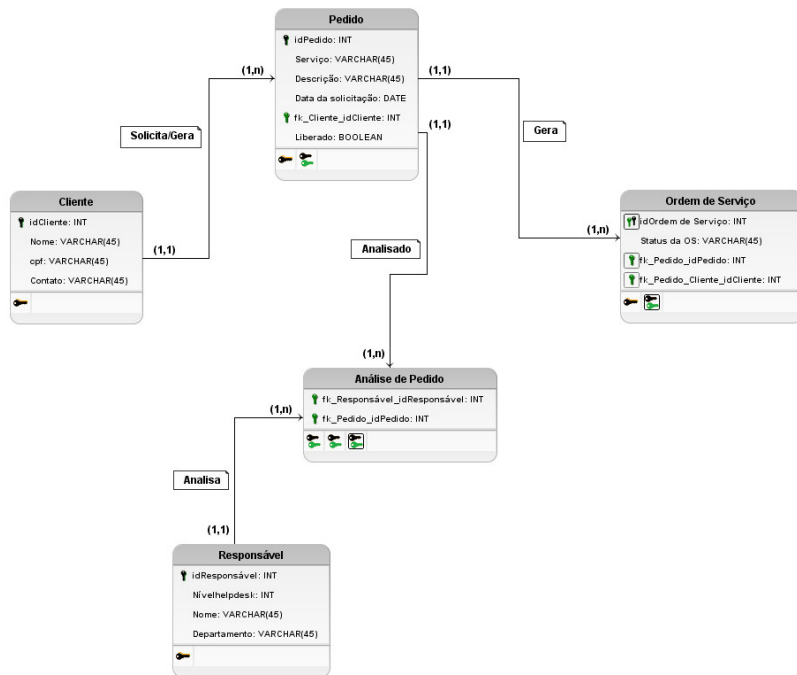 Pedido
idPedido: INT
Serviço: VARCHAR(45)
Descrição: VARCHAR(45)
Data da solicitação: DATE
fk_Cliente_idCliente: INT
Liberado: BOOLEAN
(1,n)
(1,1)
(1,1)
Solicita/Gera
Gera
Cliente
idCliente: INT
Nome: VARCHAR(45)
cpf: VARCHAR(45)
Contato: VARCHAR(45)
(1,1)
Analisado
Ordem de Serviço
idOrdem de Serviço: INT
Status da OS: VARCHAR(45)
fk_Pedido_idPedido: INT
fk_Pedido_Cliente_idCliente: INT
(1,n)
(1,n)
Análise de Pedido
fk_Responsável_idResponsável: INT
fk_Pedido_idPedido: INT
(1,n)
Analisa
(1,1)
Responsável
idResponsável: INT
Nívelhelpdesk: INT
Nome: VARCHAR(45)
Departamento: VARCHAR(45)